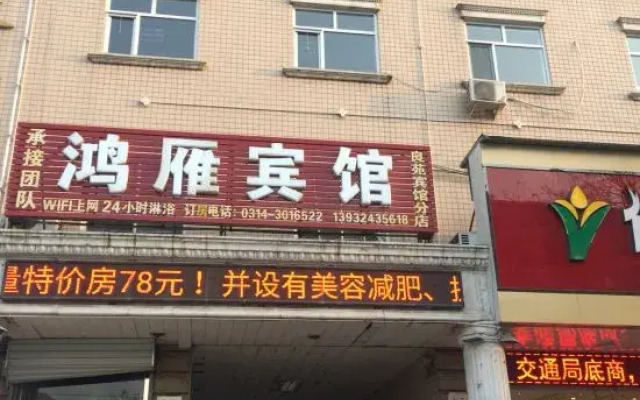 承接团队
鸿雁宾馆
良苑宾馆分店
WIFI上网 24小时淋浴 订房电话：0314-3016522 13932435618
量特价房78元！并设有美容减肥、
交通局底商，